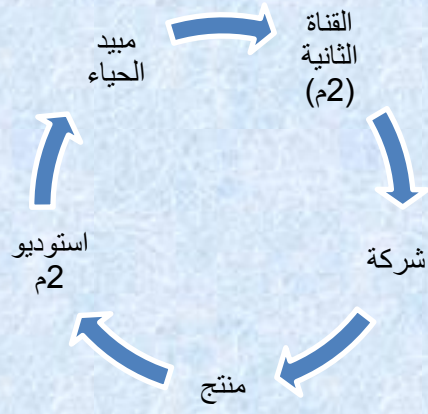 القناة
الثانية
(2م)
شركة
منتج
استوديو
2م
مبيد
الحياء